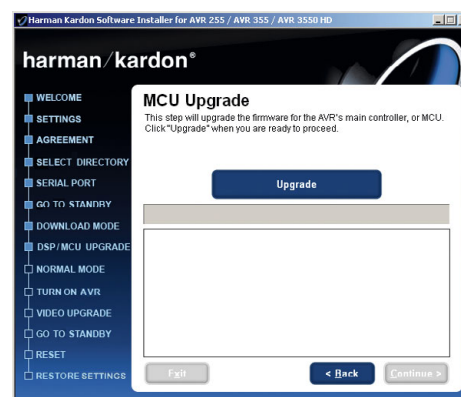 Harman Kardon Software Installer for AVR 255 / AVR 355 / AVR 3550 HD
harman/kardon®
WELCOME
SETTINGS
AGREEMENT
SELECT DIRECTORY
SERIAL PORT
GO TO STANDBY
DOWNLOAD MODE
DSP/MCU UPGRADE
NORMAL MODE
TURN ON AVR
VIDEO UPGRADE
GO TO STANDBY
RESET
RESTORE SETTINGS
MCU Upgrade
This step will upgrade the firmware for the AVR's main controller, or MCU.
Click "Upgrade" when you are ready to proceed.
Upgrade
Exit
< Back
Continue >